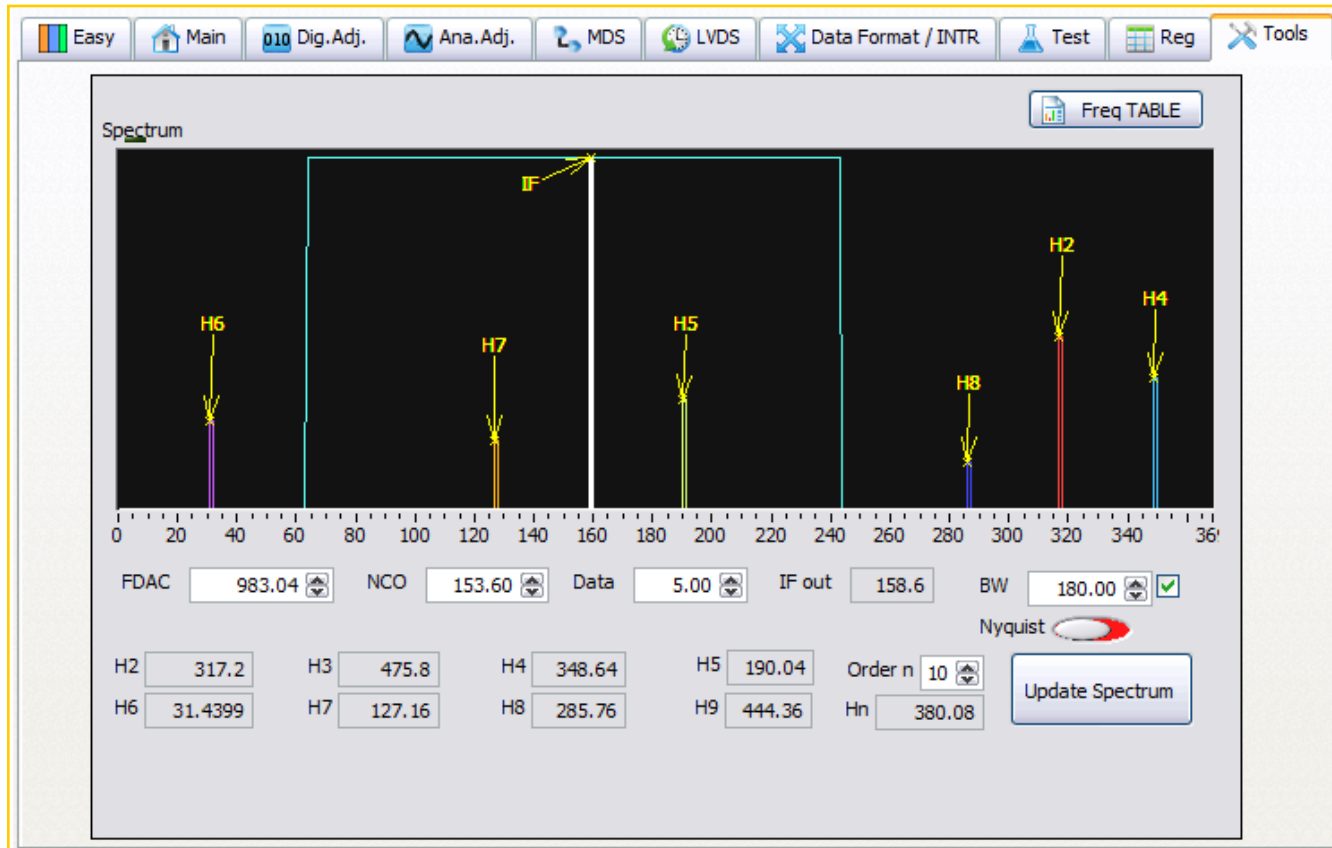 Easy Main 010 Dig.Adj. Ana.Adj. MDS LVDS Data Format / INTR Test Reg Tools
Freq TABLE
Spectrum
IF
H2
H4
H6
H5
H7
H8
0 20 40 60 80 100 120 140 160 180 200 220 240 260 280 300 320 340 36
FDAC 983.04 NCO 153.60 Data 5.00 IF out 158.6 BW 180.00
Nyquist
H2 317.2 H3 475.8 H4 348.64 H5 190.04 Order n 10 Update Spectrum
H6 31.4399 H7 127.16 H8 285.76 H9 444.36 Hn 380.08